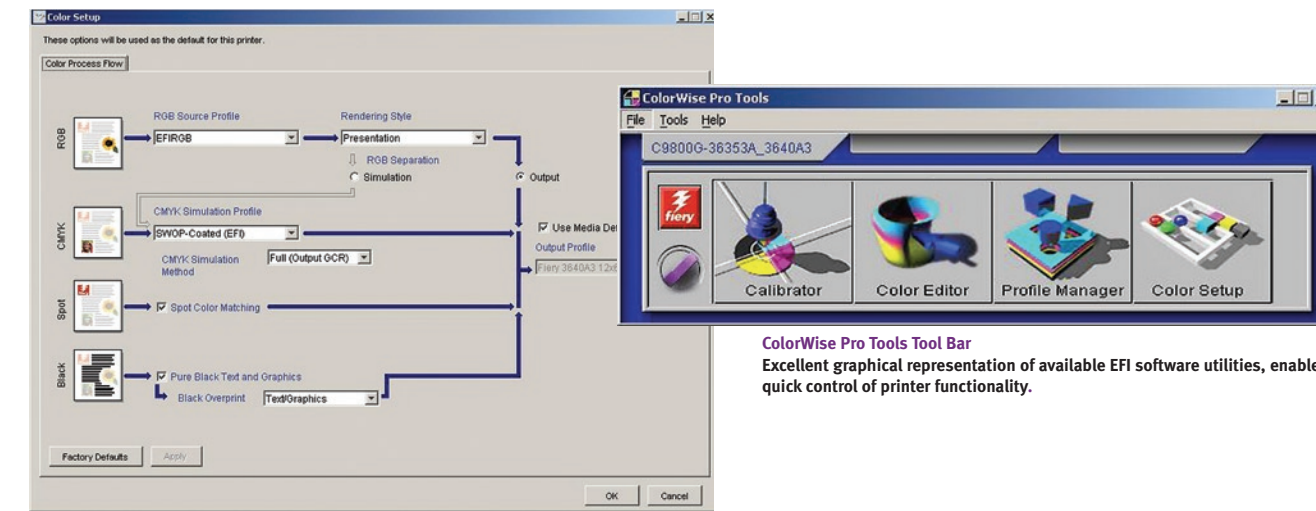 Color Setup
These options will be used as the default for this printer.
Color Process Flow
RGB
RGB Source Profile
Rendering Style
EFIRGB
Presentation
RGB Separation
Simulation
Output
CMYK
CMYK Simulation Profile
SWOP-Coated (EFI)
CMYK Simulation
Method
Full (Output GCR)
Use Media
Output Profile
Fiery 3640A3
Spot
Spot Color Matching
Black
Pure Black Text and Graphics
Black Overprint
Text/Graphics
Factory Defaults
Apply
OK
Cancel
ColorWise Pro Tools
File Tools Help
C9800G-36353A_3640A3
fiery
Calibrator
Color Editor
Profile Manager
Color Setup
ColorWise Pro Tools Tool Bar
Excellent graphical representation of available EFI software utilities, enable
quick control of printer functionality.